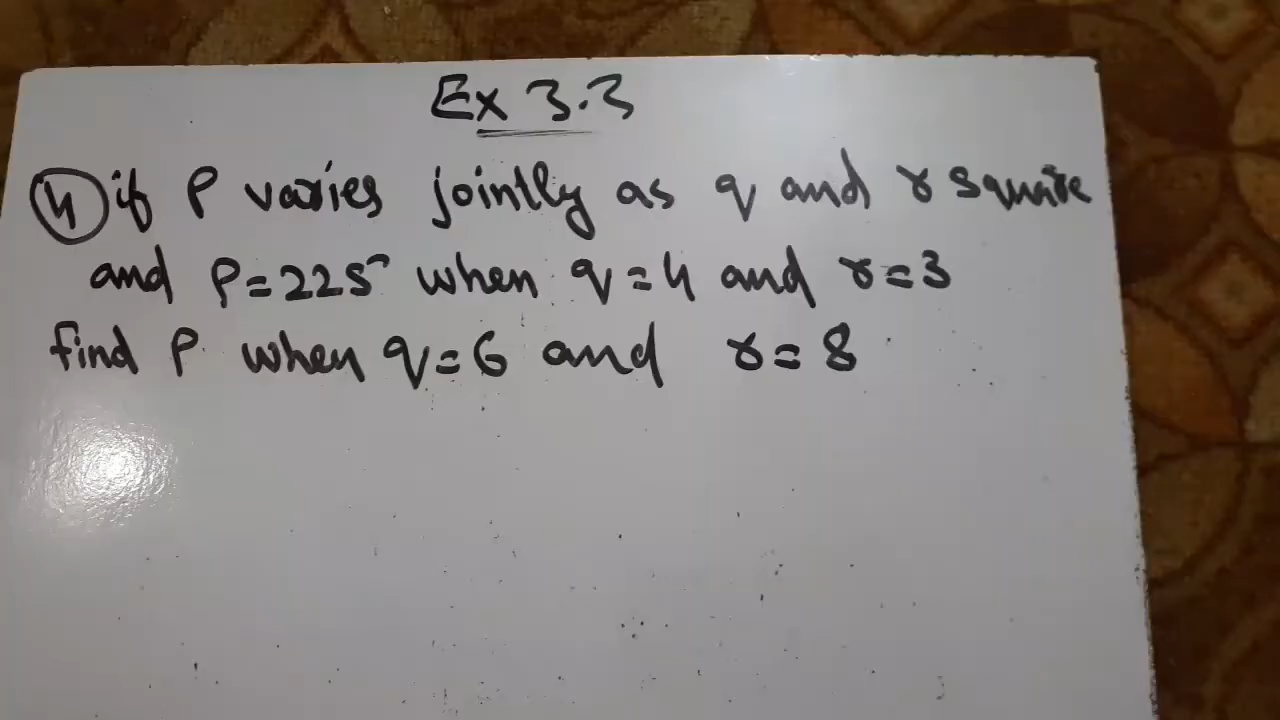 Ex 3.3
4 if P varies jointly as q and r square
and P=225 when q=4 and r=3
find P when q=6 and r=8